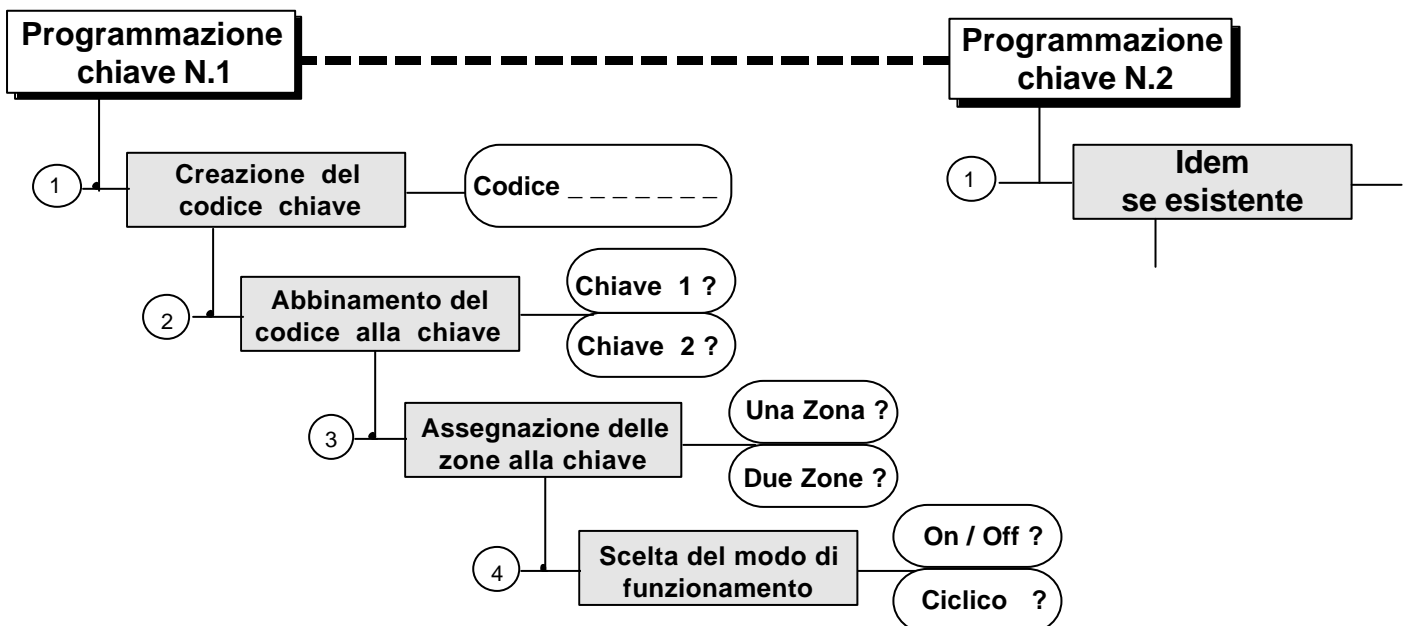 Programmazione
chiave N.1
Programmazione
chiave N.2
1
Creazione del
codice chiave
Codice _ _ _ _ _ _ _
1
Idem
se esistente
2
Abbinamento del
codice alla chiave
Chiave 1 ?
Chiave 2 ?
3
Assegnazione delle
zone alla chiave
Una Zona ?
Due Zone ?
4
Scelta del modo di
funzionamento
On / Off ?
Ciclico ?